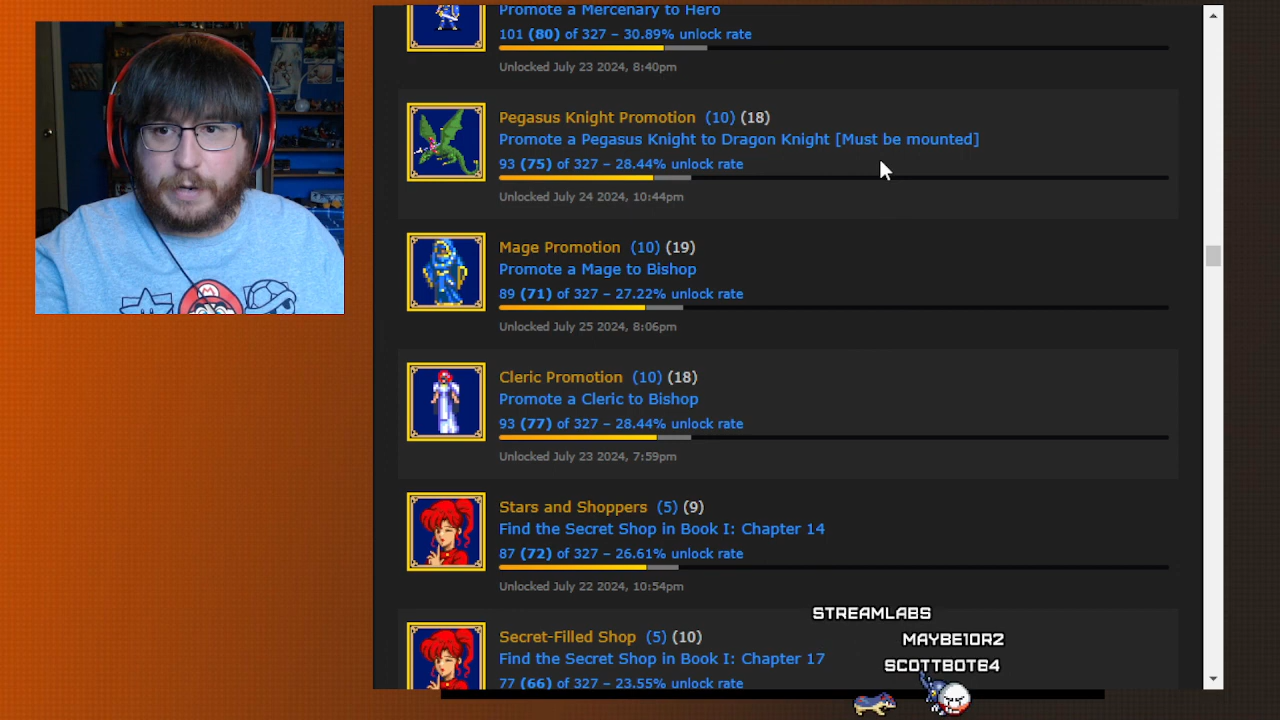 Promote a Mercenary to Hero
101 (80) of 327 – 30.89% unlock rate
Unlocked July 23 2024, 8:40pm
Pegasus Knight Promotion (10) (18)
Promote a Pegasus Knight to Dragon Knight [Must be mounted]
93 (75) of 327 – 28.44% unlock rate
Unlocked July 24 2024, 10:44pm
Mage Promotion (10) (19)
Promote a Mage to Bishop
89 (71) of 327 – 27.22% unlock rate
Unlocked July 25 2024, 8:06pm
Cleric Promotion (10) (18)
Promote a Cleric to Bishop
93 (77) of 327 – 28.44% unlock rate
Unlocked July 23 2024, 7:59pm
Stars and Shoppers (5) (9)
Find the Secret Shop in Book I: Chapter 14
87 (72) of 327 – 26.61% unlock rate
Unlocked July 22 2024, 10:54pm
Secret-Filled Shop (5) (10)
Find the Secret Shop in Book I: Chapter 17
77 (66) of 327 – 23.55% unlock rate
STREAMLABS
MAYBE10R2
SCOTTBOT64
M